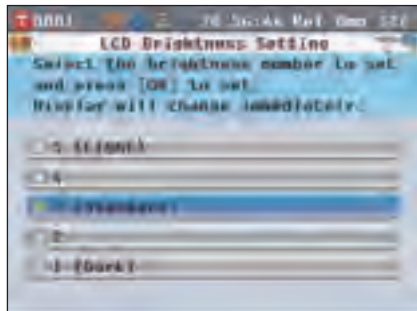 LCD Brightness Setting
Select the brightness number to set
and press [OK] to set.
Display will change immediately.
5 (Light)
4
3 (Standard)
2
1 (Dark)